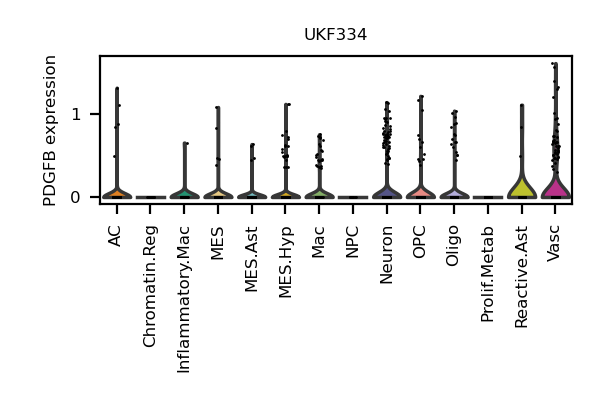 UKF334
PDGFB expression
1
0
AC
Chromatin.Reg
Inflammatory.Mac
MES
MES.Ast
MES.Hyp
Mac
NPC
Neuron
OPC
Oligo
Prolif.Metab
Reactive.Ast
Vasc